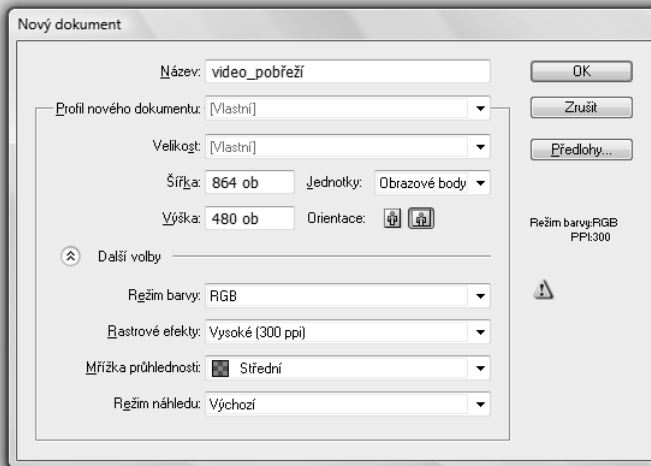 Nový dokument
Název: video_pobřeží
OK
Profil nového dokumentu: [Vlastní]
Zrušit
Velikost: [Vlastní]
Předlohy...
Šířka: 864 ob Jednotky: Obrazové body
Výška: 480 ob Orientace:
Režim barvy:RGB
PPI:300
Další volby
Režim barvy: RGB
Rastrové efekty: Vysoké (300 ppi)
Mřížka průhlednosti: Střední
Režim náhledu: Výchozí